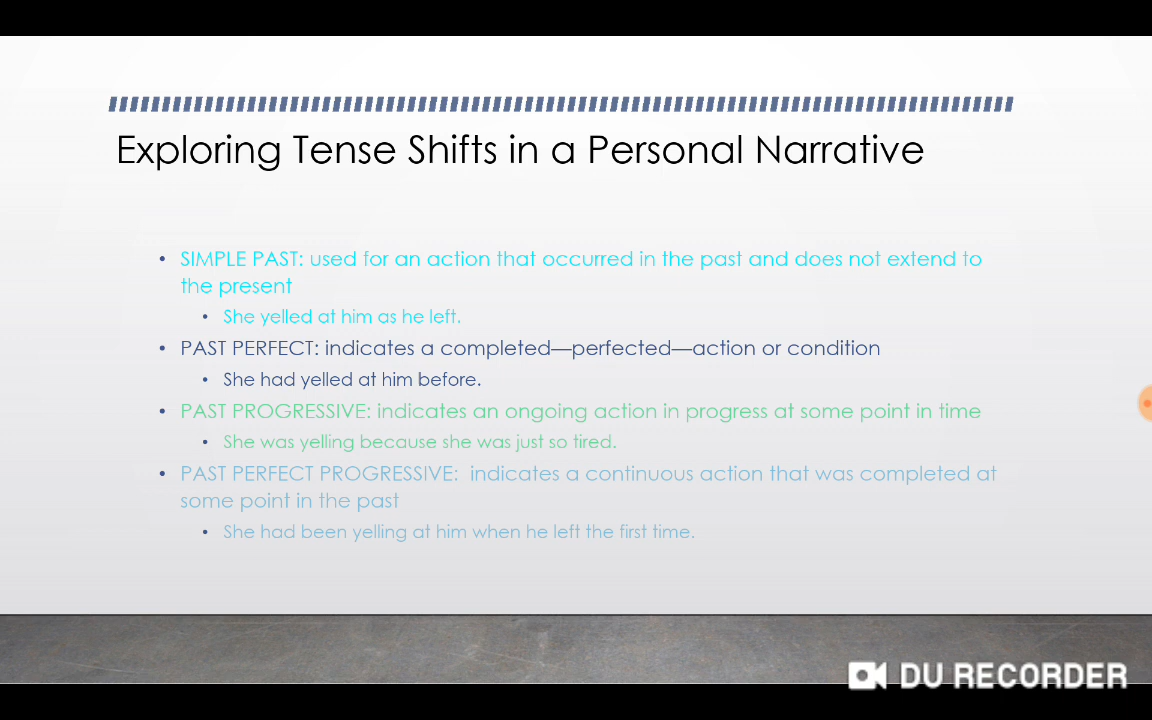 Exploring Tense Shifts in a Personal Narrative
• SIMPLE PAST: used for an action that occurred in the past and does not extend to
the present
• She yelled at him as he left.
• PAST PERFECT: indicates a completed—perfected—action or condition
• She had yelled at him before.
• PAST PROGRESSIVE: indicates an ongoing action in progress at some point in time
• She was yelling because she was just so tired.
• PAST PERFECT PROGRESSIVE:  indicates a continuous action that was completed at
some point in the past
• She had been yelling at him when he left the first time.
DU RECORDER